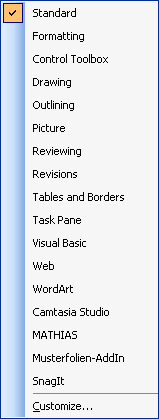 Standard
Formatting
Control Toolbox
Drawing
Outlining
Picture
Reviewing
Revisions
Tables and Borders
Task Pane
Visual Basic
Web
WordArt
Camtasia Studio
MATHIAS
Musterfolien-AddIn
SnagIt
Customize...